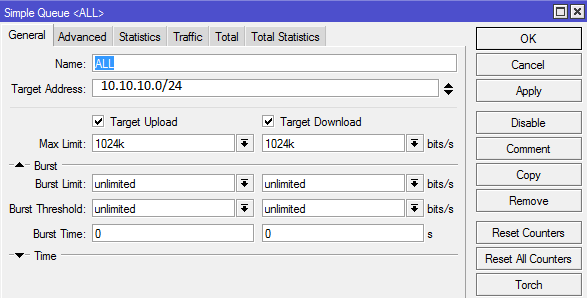 Simple Queue <ALL>
General Advanced Statistics Traffic Total Total Statistics
Name: ALL
Target Address: 10.10.10.0/24
Target Upload Target Download
Max Limit: 1024k 1024k bits/s
Burst
Burst Limit: unlimited unlimited bits/s
Burst Threshold: unlimited unlimited bits/s
Burst Time: 0 0 s
Time
OK
Cancel
Apply
Disable
Comment
Copy
Remove
Reset Counters
Reset All Counters
Torch